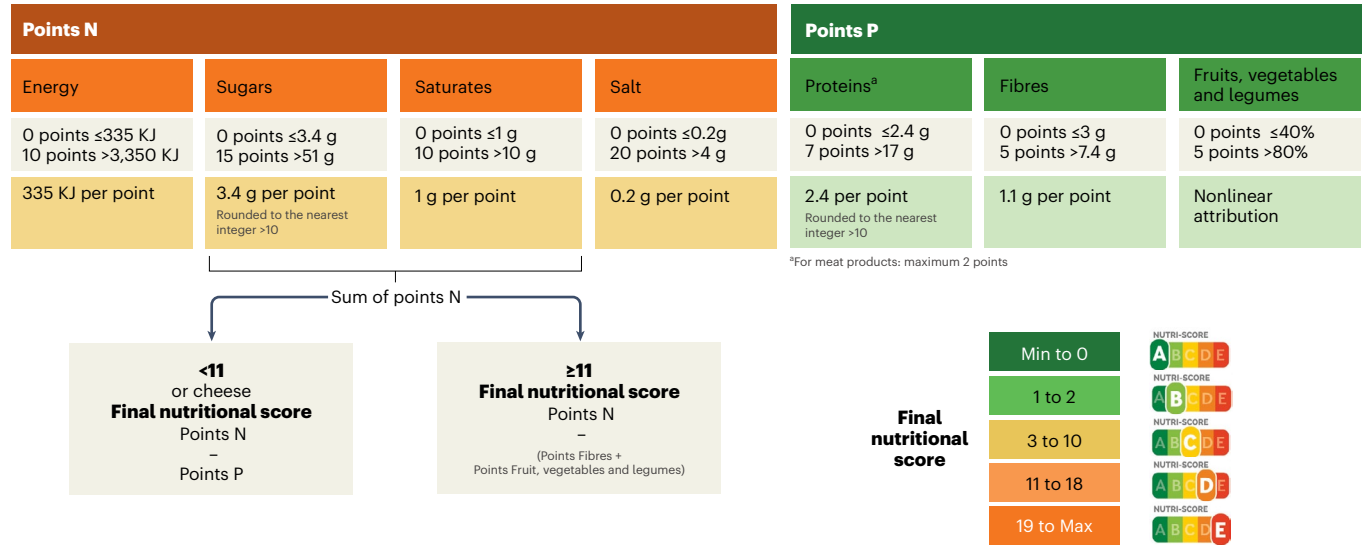 Points N
Energy
Sugars
Saturates
Salt
0 points ≤335 KJ
10 points >3,350 KJ
0 points ≤3.4 g
15 points >51 g
0 points ≤1 g
10 points >10 g
0 points ≤0.2g
20 points >4 g
335 KJ per point
3.4 g per point
Rounded to the nearest
integer >10
1 g per point
0.2 g per point
Points P
Proteinsᵃ
Fibres
Fruits, vegetables
and legumes
0 points ≤2.4 g
7 points >17 g
0 points ≤3 g
5 points >7.4 g
0 points ≤40%
5 points >80%
2.4 per point
Rounded to the nearest
integer >10
1.1 g per point
Nonlinear
attribution
ᵃFor meat products: maximum 2 points
Sum of points N
<11
or cheese
Final nutritional score
Points N
–
Points P
≥11
Final nutritional score
Points N
–
(Points Fibres +
Points Fruit, vegetables and legumes)
Final
nutritional
score
Min to 0
NUTRI-SCORE
A B C D E
1 to 2
NUTRI-SCORE
A B C D E
3 to 10
NUTRI-SCORE
A B C D E
11 to 18
NUTRI-SCORE
A B C D E
19 to Max
NUTRI-SCORE
A B C D E